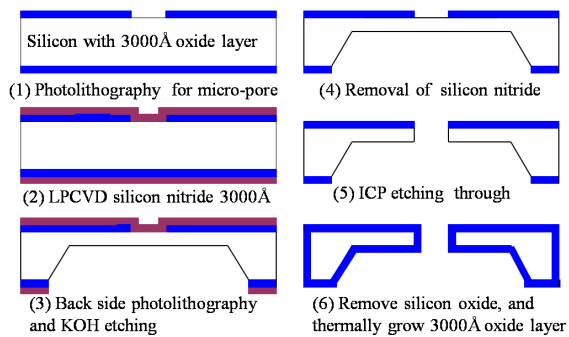 Silicon with 3000Å oxide layer
(1) Photolithography for micro-pore
(2) LPCVD silicon nitride 3000Å
(3) Back side photolithography
and KOH etching
(4) Removal of silicon nitride
(5) ICP etching through
(6) Remove silicon oxide, and
thermally grow 3000Å oxide layer